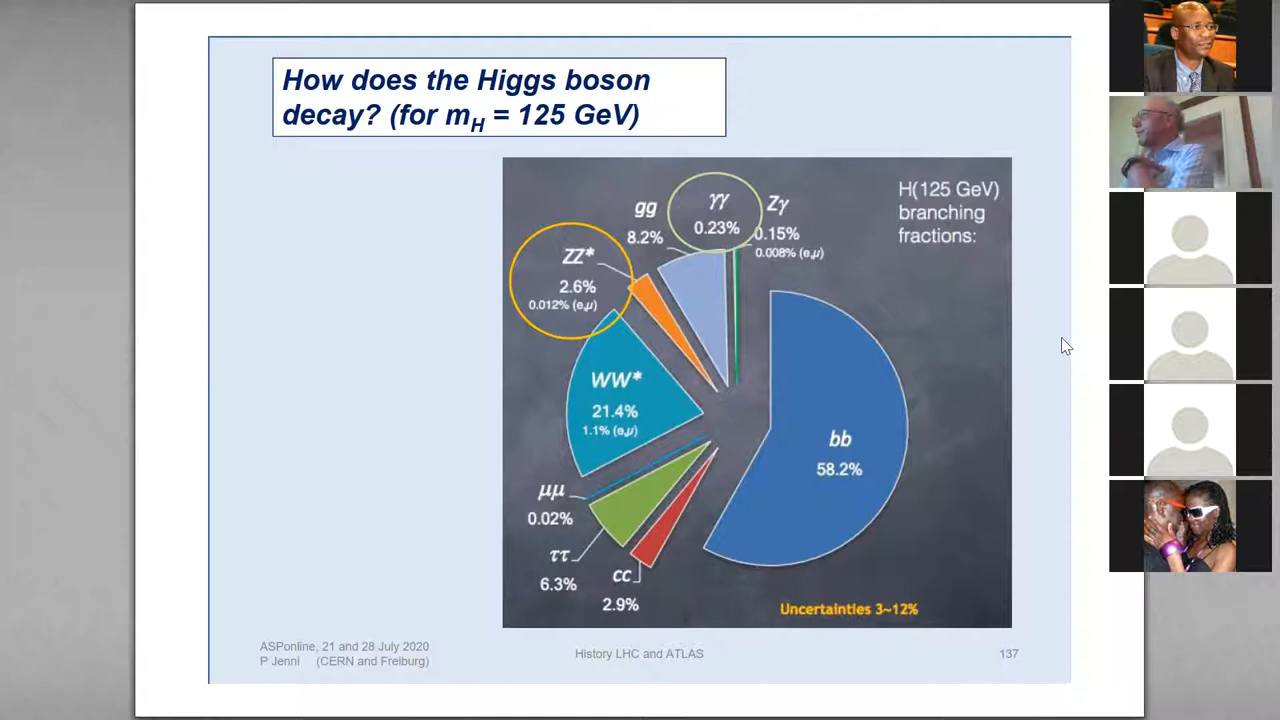 How does the Higgs boson
decay? (for mH = 125 GeV)
H(125 GeV)
branching
fractions:
γγ
0.23%
Zγ
0.15%
0.008% (e,μ)
gg
8.2%
ZZ*
2.6%
0.012% (e,μ)
WW*
21.4%
1.1% (e,μ)
bb
58.2%
μμ
0.02%
ττ
6.3%
cc
2.9%
Uncertainties 3~12%
ASPonline, 21 and 28 July 2020
P Jenni (CERN and Freiburg)
History LHC and ATLAS
137